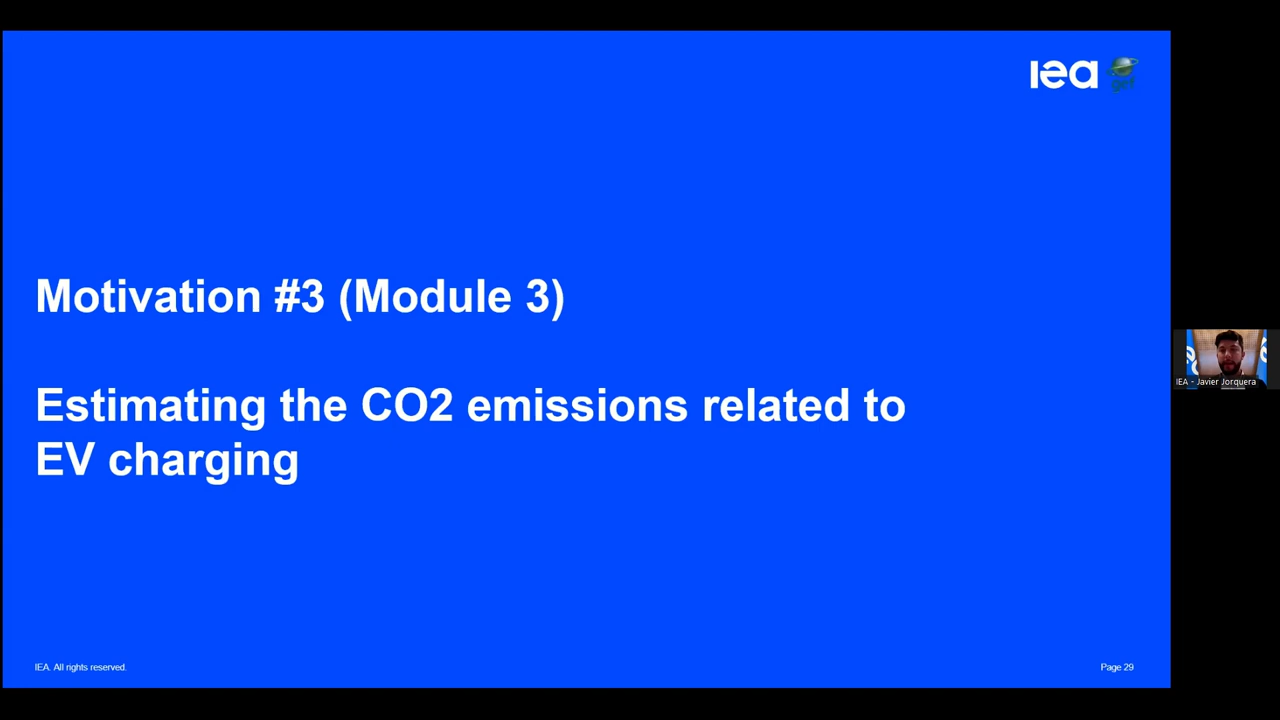 iea
gef
Motivation #3 (Module 3)
Estimating the CO2 emissions related to
EV charging
IEA - Javier Jorquera
IEA. All rights reserved.
Page 29